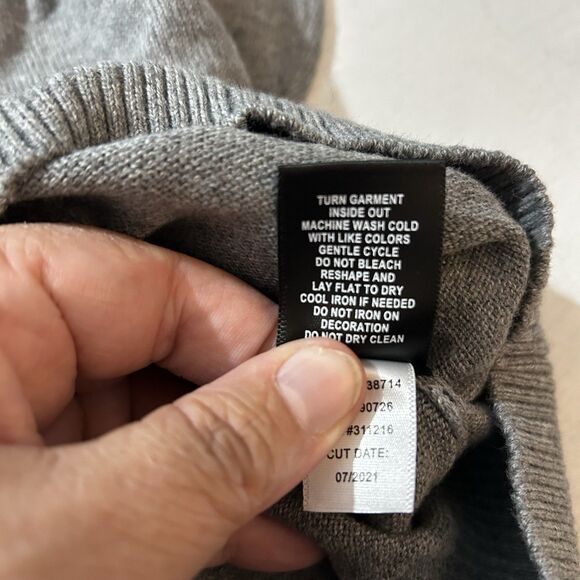 TURN GARMENT
INSIDE OUT
MACHINE WASH COLD
WITH LIKE COLORS
GENTLE CYCLE
DO NOT BLEACH
RESHAPE AND
LAY FLAT TO DRY
COOL IRON IF NEEDED
DO NOT IRON ON
DECORATION
DO NOT DRY CLEAN
38714
90726
#311216
CUT DATE:
07/2021